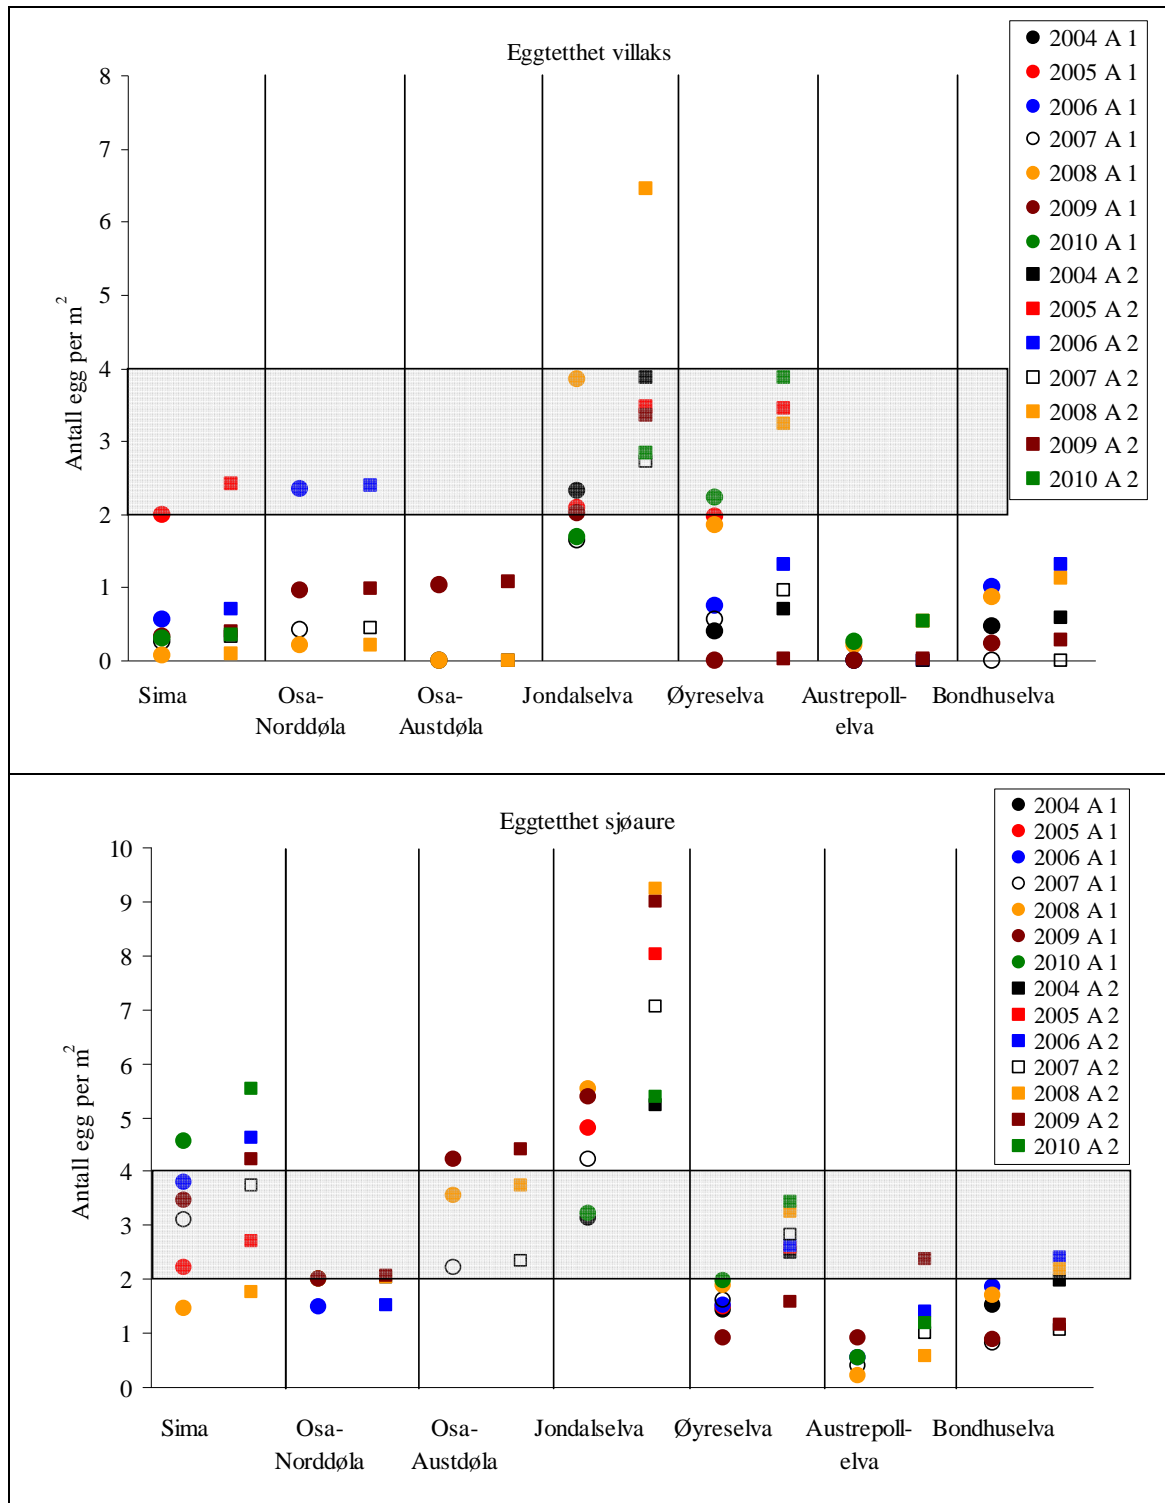 Eggtetthet villaks
Antall egg per m²
8
7
6
5
4
3
2
1
0
Sima
Osa-
Norddøla
Osa-
Austdøla
Jondalselva
Øyreselva
Austrepoll-
elva
Bondhuselva
2004 A 1
2005 A 1
2006 A 1
2007 A 1
2008 A 1
2009 A 1
2010 A 1
2004 A 2
2005 A 2
2006 A 2
2007 A 2
2008 A 2
2009 A 2
2010 A 2
Eggtetthet sjøaure
Antall egg per m²
10
9
8
7
6
5
4
3
2
1
0
Sima
Osa-
Norddøla
Osa-
Austdøla
Jondalselva
Øyreselva
Austrepoll-
elva
Bondhuselva
2004 A 1
2005 A 1
2006 A 1
2007 A 1
2008 A 1
2009 A 1
2010 A 1
2004 A 2
2005 A 2
2006 A 2
2007 A 2
2008 A 2
2009 A 2
2010 A 2